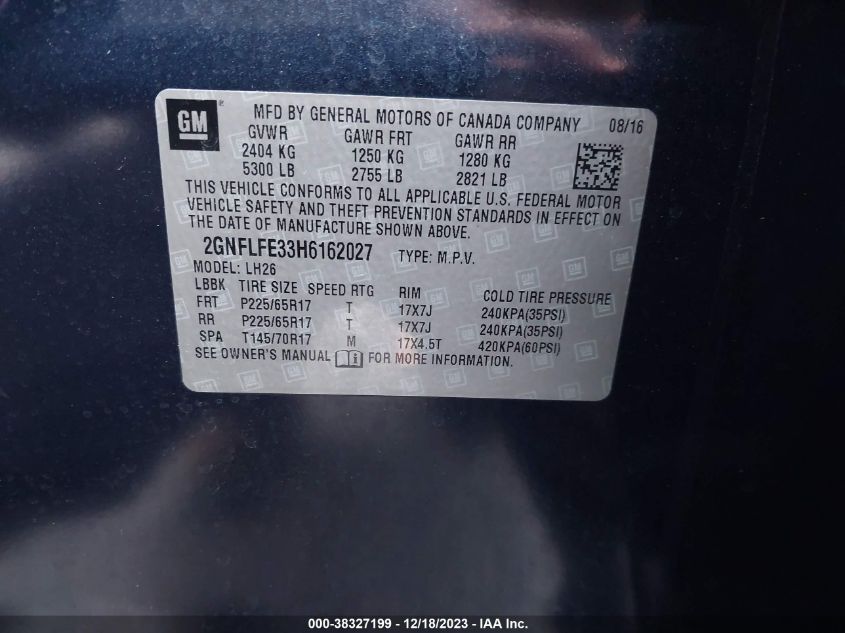 GM MFD BY GENERAL MOTORS OF CANADA COMPANY 08/16
GVWR GAWR FRT GAWR RR
2404 KG 1250 KG 1280 KG
5300 LB 2755 LB 2821 LB
THIS VEHICLE CONFORMS TO ALL APPLICABLE U.S. FEDERAL MOTOR
VEHICLE SAFETY AND THEFT PREVENTION STANDARDS IN EFFECT ON
THE DATE OF MANUFACTURE SHOWN ABOVE.
2GNFLFE33H6162027 TYPE: M.P.V.
MODEL: LH26
LBBK TIRE SIZE SPEED RTG RIM COLD TIRE PRESSURE
FRT P225/65R17 T 17X7J 240KPA(35PSI)
RR P225/65R17 T 17X7J 240KPA(35PSI)
SPA T145/70R17 M 17X4.5T 420KPA(60PSI)
SEE OWNER'S MANUAL FOR MORE INFORMATION.
000-38327199 - 12/18/2023 - IAA Inc.